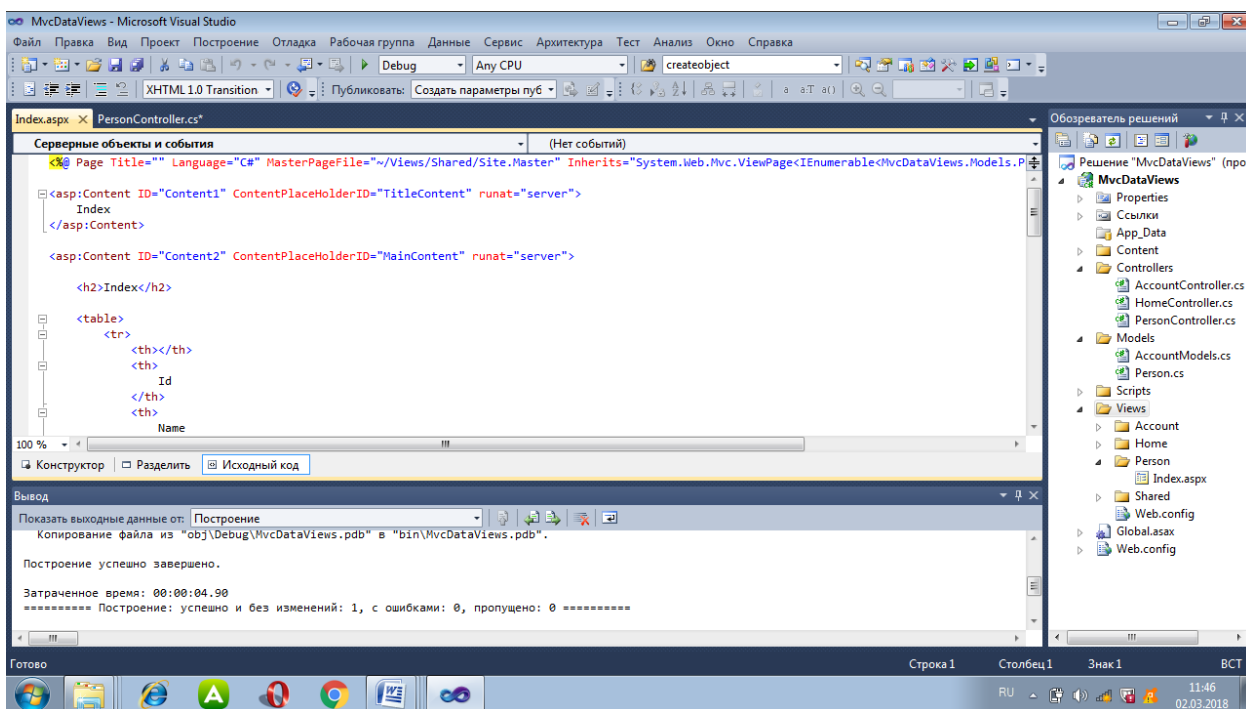 MvcDataViews - Microsoft Visual Studio
Файл Правка Вид Проект Построение Отладка Рабочая группа Данные Сервис Архитектура Тест Анализ Окно Справка
Debug Any CPU createobject
XHTML 1.0 Transition Публиковать: Создать параметры пуб
Index.aspx PersonController.cs*
Серверные объекты и события (Нет событий)
<%@ Page Title="" Language="C#" MasterPageFile="~/Views/Shared/Site.Master" Inherits="System.Web.Mvc.ViewPage<IEnumerable<MvcDataViews.Models.P
<asp:Content ID="Content1" ContentPlaceHolderID="TitleContent" runat="server">
Index
</asp:Content>
<asp:Content ID="Content2" ContentPlaceHolderID="MainContent" runat="server">
<h2>Index</h2>
<table>
<tr>
<th></th>
<th>
Id
</th>
<th>
Name
100 %
Конструктор Разделить Исходный код
Вывод
Показать выходные данные от: Построение
Копирование файла из "obj\Debug\MvcDataViews.pdb" в "bin\MvcDataViews.pdb".
Построение успешно завершено.
Затраченное время: 00:00:04.90
========== Построение: успешно и без изменений: 1, с ошибками: 0, пропущено: 0 ==========
Обозреватель решений
Решение "MvcDataViews" (про
MvcDataViews
Properties
Ссылки
App_Data
Content
Controllers
AccountController.cs
HomeController.cs
PersonController.cs
Models
AccountModels.cs
Person.cs
Scripts
Views
Account
Home
Person
Index.aspx
Shared
Web.config
Global.asax
Web.config
Готово Строка 1 Столбец 1 Знак 1 ВСТ
RU 11:46
02.03.2018